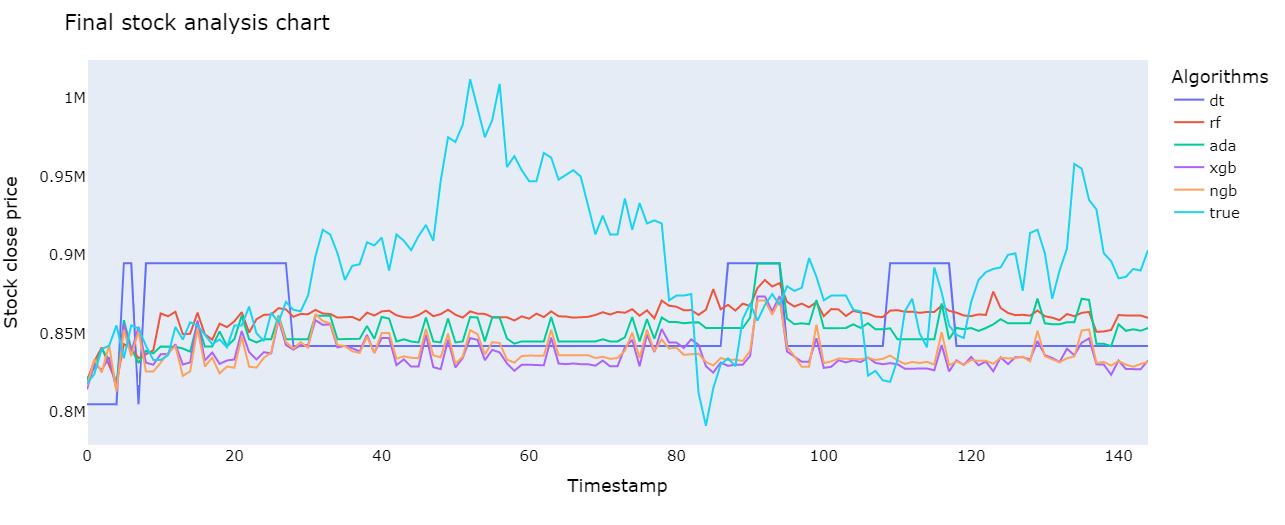 Final stock analysis chart
Algorithms
dt
rf
ada
xgb
ngb
true
Stock close price
1M
0.95M
0.9M
0.85M
0.8M
0 20 40 60 80 100 120 140
Timestamp